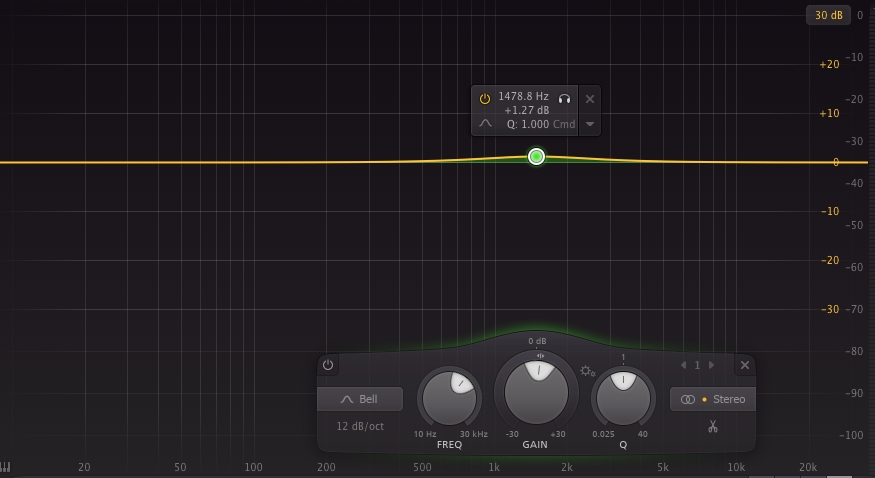 30 dB 0
+20 -10
1478.8 Hz
+1.27 dB
Q: 1.000 Cmd
-20
+10
-30
0
-40
-10
-50
-20
-60
-30 -70
0 dB
1
1
-80
Bell
Stereo
-90
12 dB/oct
10 Hz 30 kHz
-30 +30
0.025 40
-100
FREQ GAIN Q
20 50 100 200 500 1k 2k 5k 10k 20k